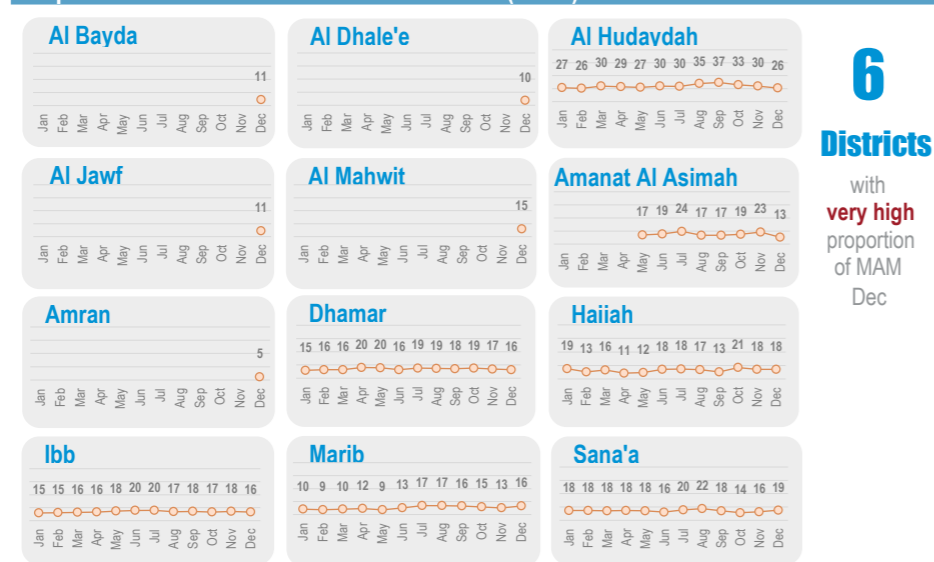 Al Bayda
11
Jan Feb Mar Apr May Jun Jul Aug Sep Oct Nov Dec
Al Dhale'e
10
Jan Feb Mar Apr May Jun Jul Aug Sep Oct Nov Dec
Al Hudaydah
27 26 30 29 27 30 30 35 37 33 30 26
Jan Feb Mar Apr May Jun Jul Aug Sep Oct Nov Dec
6
Districts
with
very high
proportion
of MAM
Dec
Al Jawf
11
Jan Feb Mar Apr May Jun Jul Aug Sep Oct Nov Dec
Al Mahwit
15
Jan Feb Mar Apr May Jun Jul Aug Sep Oct Nov Dec
Amanat Al Asimah
17 19 24 17 17 19 23 13
Jan Feb Mar Apr May Jun Jul Aug Sep Oct Nov Dec
Amran
5
Jan Feb Mar Apr May Jun Jul Aug Sep Oct Nov Dec
Dhamar
15 16 16 20 20 16 19 19 18 19 17 16
Jan Feb Mar Apr May Jun Jul Aug Sep Oct Nov Dec
Hajjah
19 13 16 11 12 18 18 17 13 21 18 18
Jan Feb Mar Apr May Jun Jul Aug Sep Oct Nov Dec
Ibb
15 15 16 16 18 20 20 17 18 17 18 16
Jan Feb Mar Apr May Jun Jul Aug Sep Oct Nov Dec
Marib
10 9 10 12 9 13 17 17 16 15 13 16
Jan Feb Mar Apr May Jun Jul Aug Sep Oct Nov Dec
Sana'a
18 18 18 18 18 16 20 22 18 14 16 19
Jan Feb Mar Apr May Jun Jul Aug Sep Oct Nov Dec